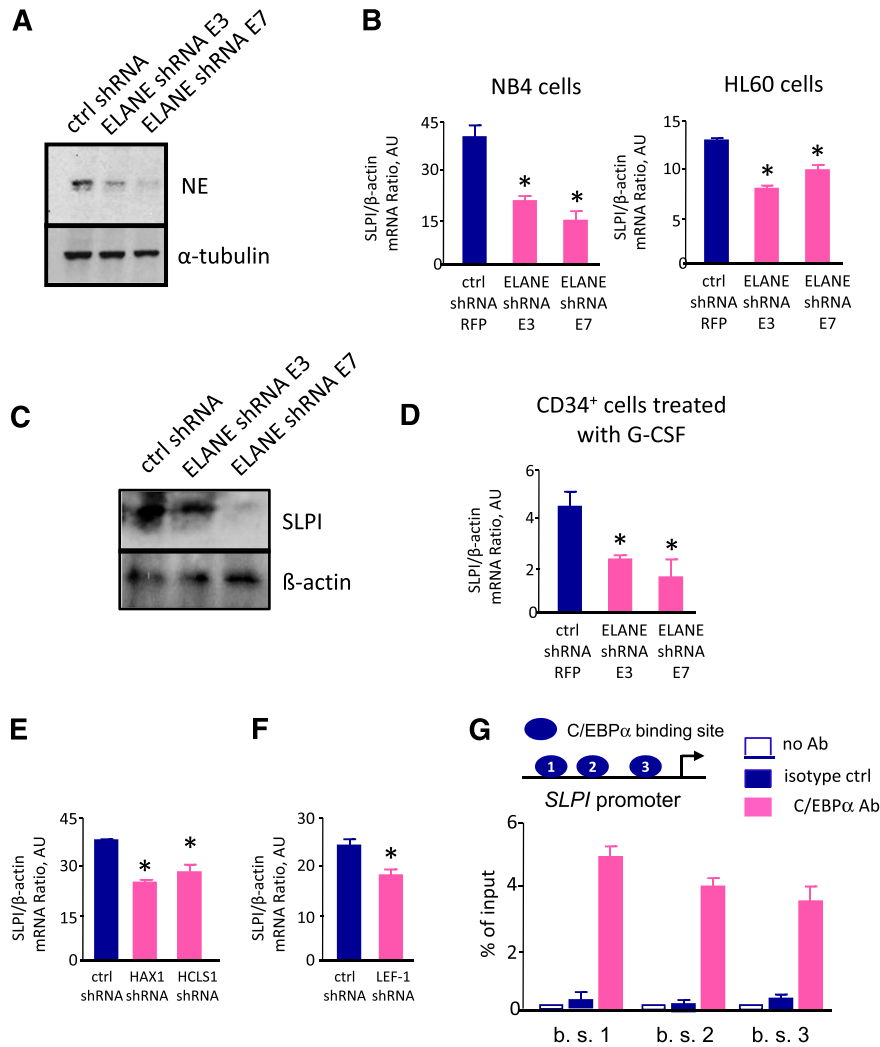 A
ctrl shRNA
ELANE shRNA E3
ELANE shRNA E7
NE
α-tubulin
B
NB4 cells
SLPI/β-actin
mRNA Ratio, AU
45
30
15
0
*
*
ctrl
shRNA
RFP
ELANE
shRNA
E3
ELANE
shRNA
E7
HL60 cells
SLPI/β-actin
mRNA Ratio, AU
15
10
5
0
*
*
ctrl
shRNA
RFP
ELANE
shRNA
E3
ELANE
shRNA
E7
C
ctrl shRNA
ELANE shRNA E3
ELANE shRNA E7
SLPI
ß-actin
D
CD34+ cells treated
with G-CSF
SLPI/β-actin
mRNA Ratio, AU
6
4
2
0
*
*
ctrl
shRNA
RFP
ELANE
shRNA
E3
ELANE
shRNA
E7
E
SLPI/β-actin
mRNA Ratio, AU
45
30
15
0
*
*
ctrl
shRNA
HAX1
shRNA
HCLS1
shRNA
F
SLPI/β-actin
mRNA Ratio, AU
30
20
10
0
*
ctrl
shRNA
LEF-1
shRNA
G
C/EBPα binding site
1 2 3
SLPI promoter
no Ab
isotype ctrl
C/EBPα Ab
% of input
6
4
2
0
b. s. 1
b. s. 2
b. s. 3